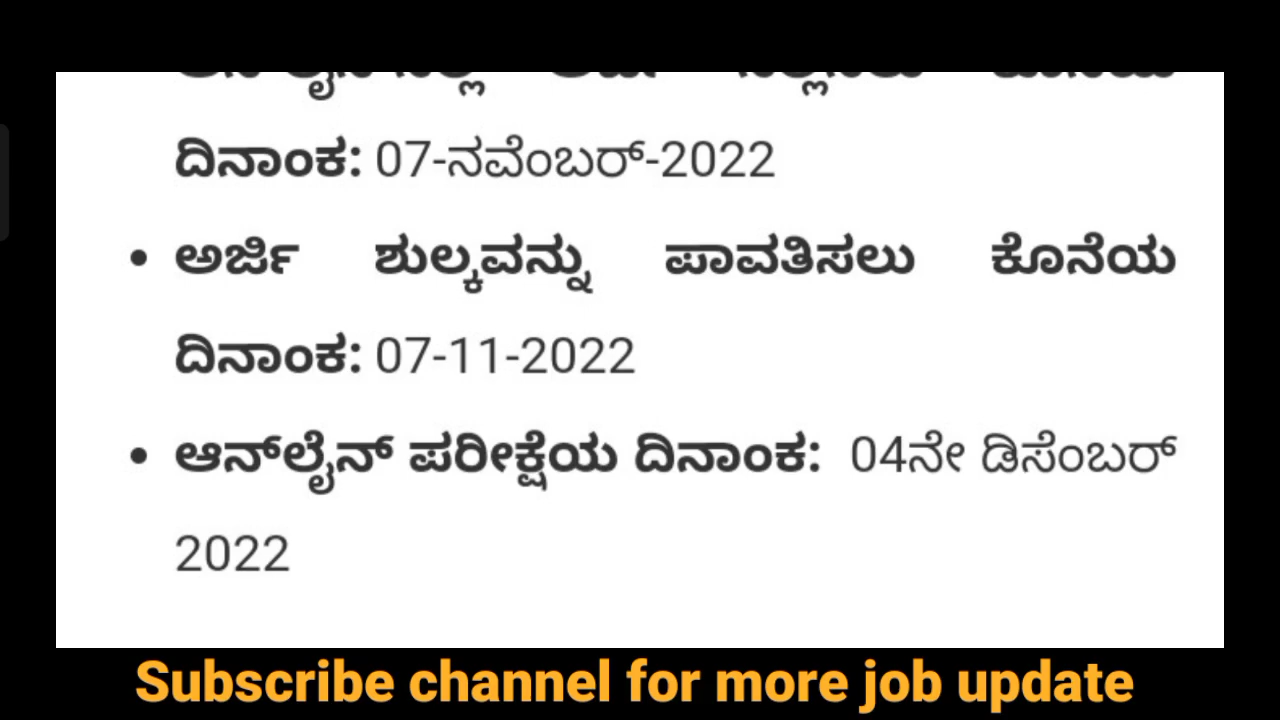 ದಿನಾಂಕ: 07-ನವೆಂಬರ್-2022
• ಅರ್ಜಿ ಶುಲ್ಕವನ್ನು ಪಾವತಿಸಲು ಕೊನೆಯ
ದಿನಾಂಕ: 07-11-2022
• ಆನ್‌ಲೈನ್ ಪರೀಕ್ಷೆಯ ದಿನಾಂಕ: 04ನೇ ಡಿಸೆಂಬರ್
2022
Subscribe channel for more job update